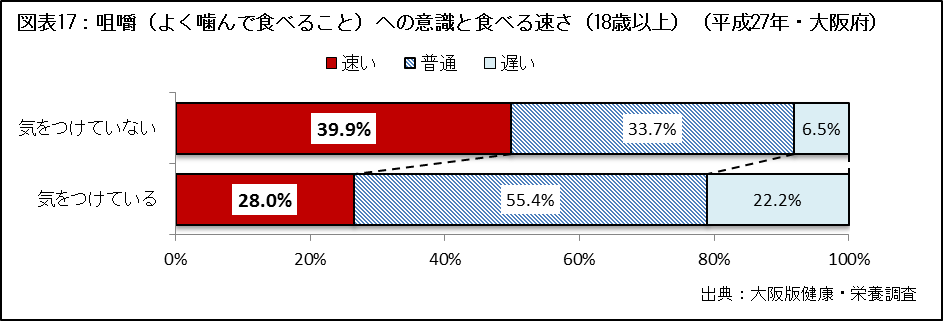 図表17：咀嚼（よく噛んで食べること）への意識と食べる速さ（18歳以上）（平成27年・大阪府）
速い 普通 遅い
気をつけていない 39.9% 33.7% 6.5%
気をつけている 28.0% 55.4% 22.2%
0% 20% 40% 60% 80% 100%
出典：大阪版健康・栄養調査